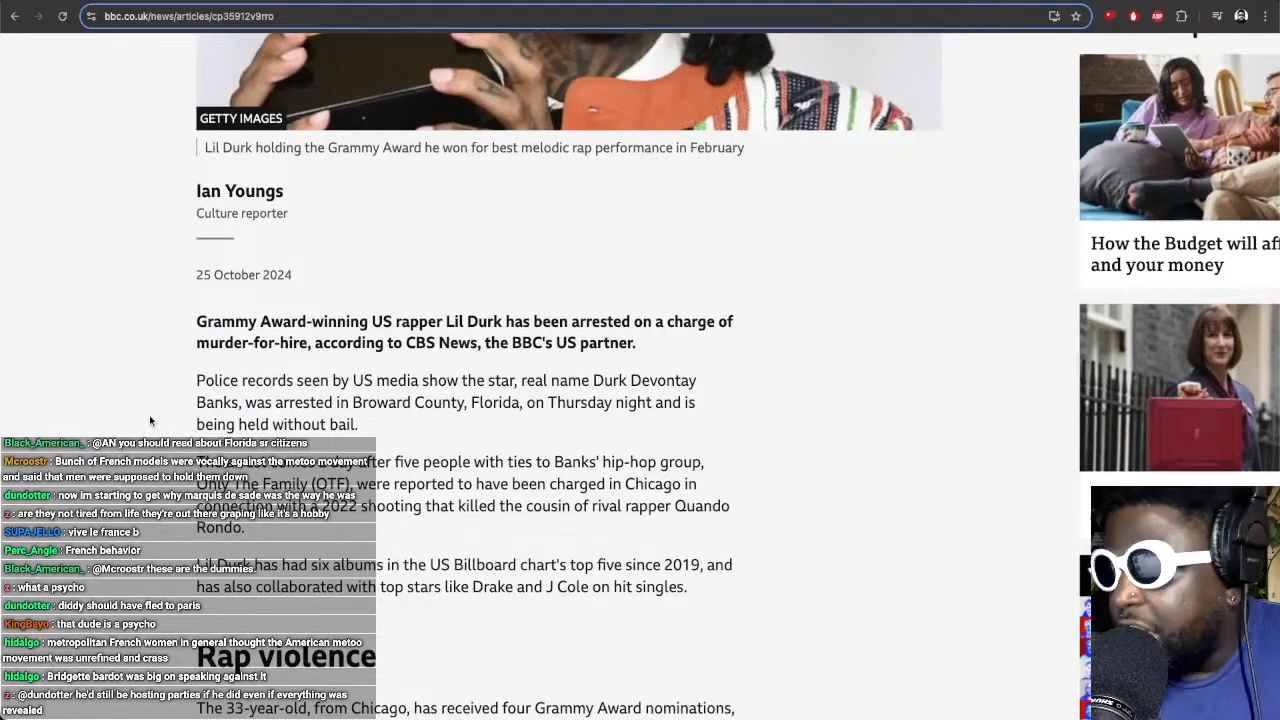 bbc.co.uk/news/articles/cp35912v9rro
ABP
GETTY IMAGES
Lil Durk holding the Grammy Award he won for best melodic rap performance in February
Ian Youngs
Culture reporter
25 October 2024
Grammy Award-winning US rapper Lil Durk has been arrested on a charge of
murder-for-hire, according to CBS News, the BBC's US partner.
Police records seen by US media show the star, real name Durk Devontay
Banks, was arrested in Broward County, Florida, on Thursday night and is
being held without bail.
after five people with ties to Banks' hip-hop group,
Only The Family (OTF), were reported to have been charged in Chicago in
connection with a 2022 shooting that killed the cousin of rival rapper Quando
Rondo.
Lil Durk has had six albums in the US Billboard chart's top five since 2019, and
has also collaborated with top stars like Drake and J Cole on hit singles.
Rap violence
The 33-year-old, from Chicago, has received four Grammy Award nominations,
Black_American_ : @AN you should read about Florida sr citizens
Mcroostr : Bunch of French models were vocally against the metoo movement
and said that men were supposed to hold them down
dundotter : now im starting to get why marquis de sade was the way he was
z : are they not tired from life they're out there graping like it's a hobby
SUPAJELLO : vive le france b
Perc_Angle : French behavior
Black_American_ : @Mcroostr these are the dummies.
z : what a psycho
dundotter : diddy should have fled to paris
KingBayo : that dude is a psycho
hidalgo : metropolitan French women in general thought the American metoo
movement was unrefined and crass
hidalgo : Bridgette bardot was big on speaking against it
z : @dundotter he'd still be hosting parties if he did even if everything was
revealed
How the Budget will aff
and your money